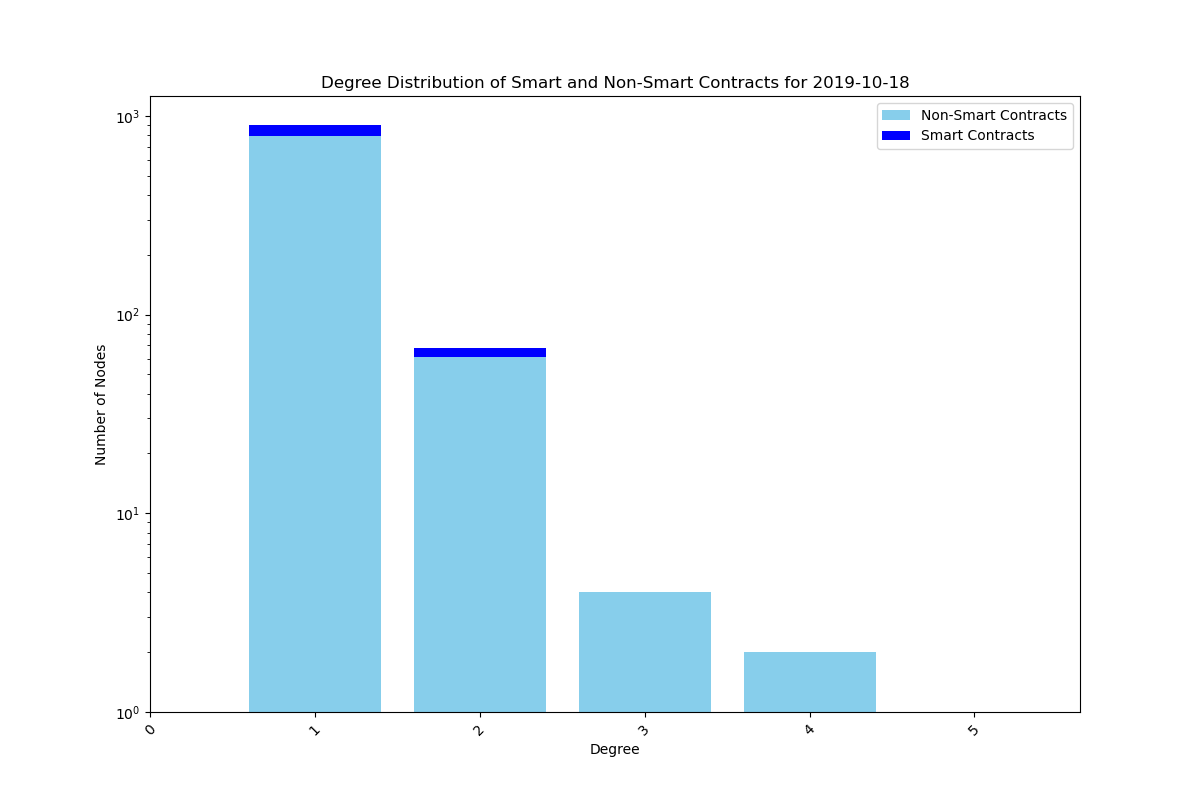 Degree Distribution of Smart and Non-Smart Contracts for 2019-10-18
Non-Smart Contracts
Smart Contracts
Number of Nodes
10³
10²
10¹
10⁰
0
1
2
3
4
5
Degree